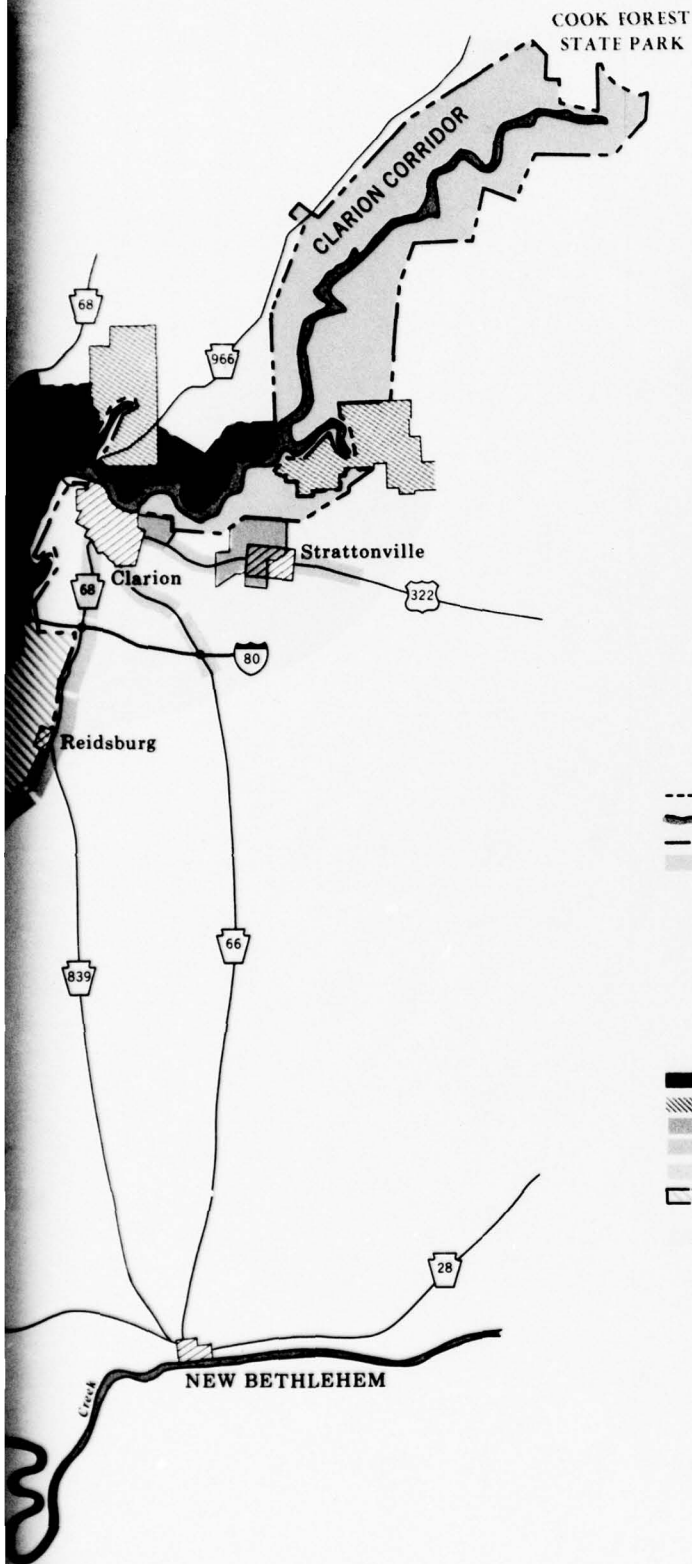 COOK FOREST
STATE PARK
CLARION CORRIDOR
68
966
Strattonville
Clarion
68
322
80
Reidsburg
66
839
28
NEW BETHLEHEM
Creek